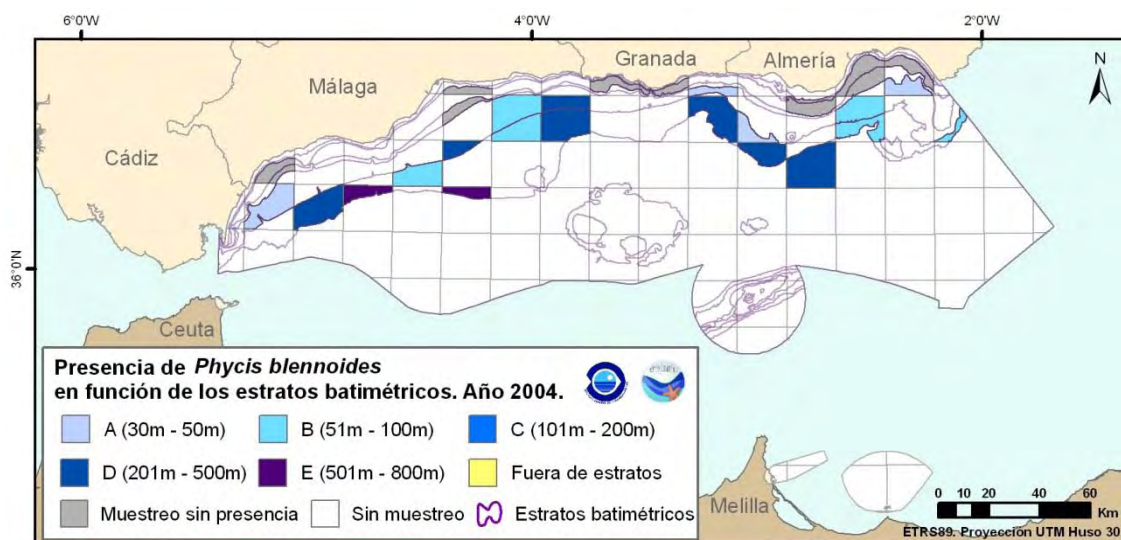 6°0'W
4°0'W
2°0'W
Granada
Almería
N
Málaga
Cádiz
36°0'N
Ceuta
Presencia de Phycis blennoides
en función de los estratos batimétricos. Año 2004.
A (30m - 50m)
B (51m - 100m)
C (101m - 200m)
D (201m - 500m)
E (501m - 800m)
Fuera de estratos
Muestreo sin presencia
Sin muestreo
Estratos batimétricos
Melilla
0 10 20 40 60
Km
ETRS89. Proyección UTM Huso 30